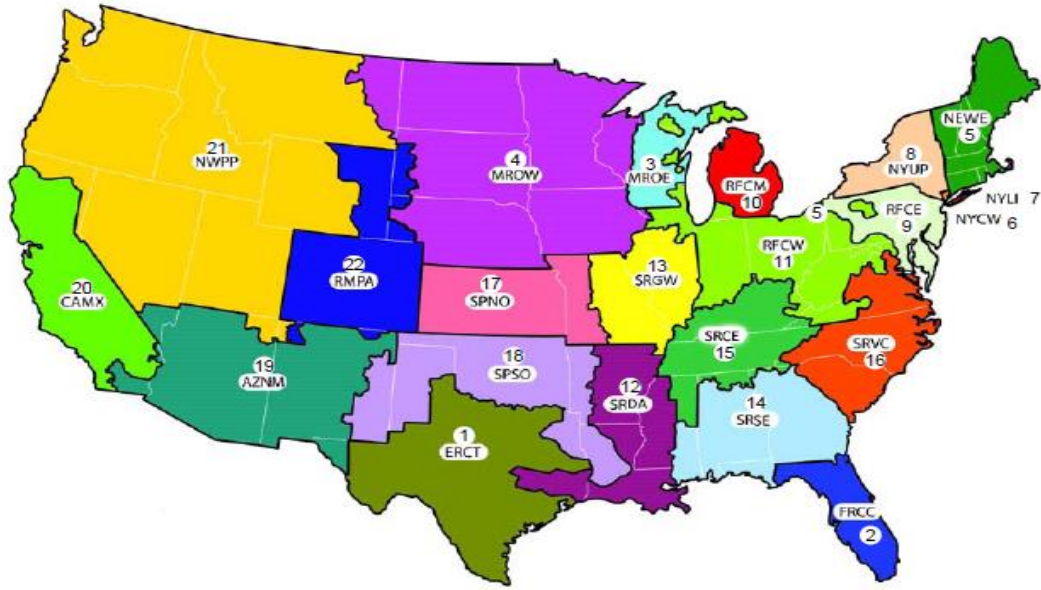 21
NWPP
4
MROW
3
MROE
RFCM
10
NEWE
5
8
NYUP
NYLI 7
NYCW 6
5
RFCE
9
RFCW
11
20
CAMX
22
RMPA
17
SPNO
13
SRGW
SRCE
15
SRVC
16
19
AZNM
18
SPSO
12
SRDA
14
SRSE
1
ERCT
FRCC
2